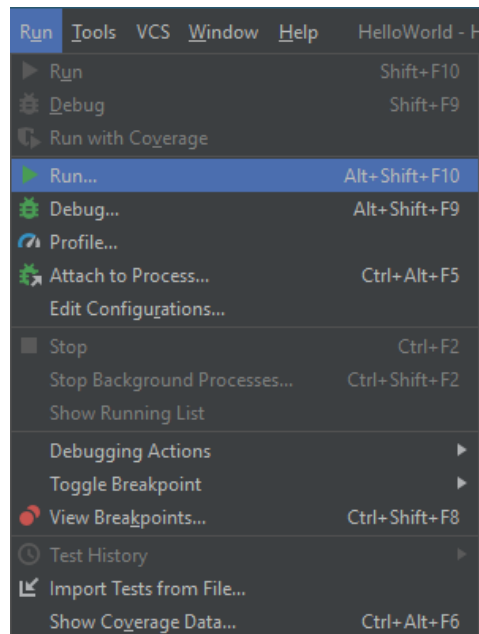 Run Tools VCS Window Help HelloWorld - H
Run Shift+F10
Debug Shift+F9
Run with Coverage
Run... Alt+Shift+F10
Debug... Alt+Shift+F9
Profile...
Attach to Process... Ctrl+Alt+F5
Edit Configurations...
Stop Ctrl+F2
Stop Background Processes... Ctrl+Shift+F2
Show Running List
Debugging Actions
Toggle Breakpoint
View Breakpoints... Ctrl+Shift+F8
Test History
Import Tests from File...
Show Coverage Data... Ctrl+Alt+F6